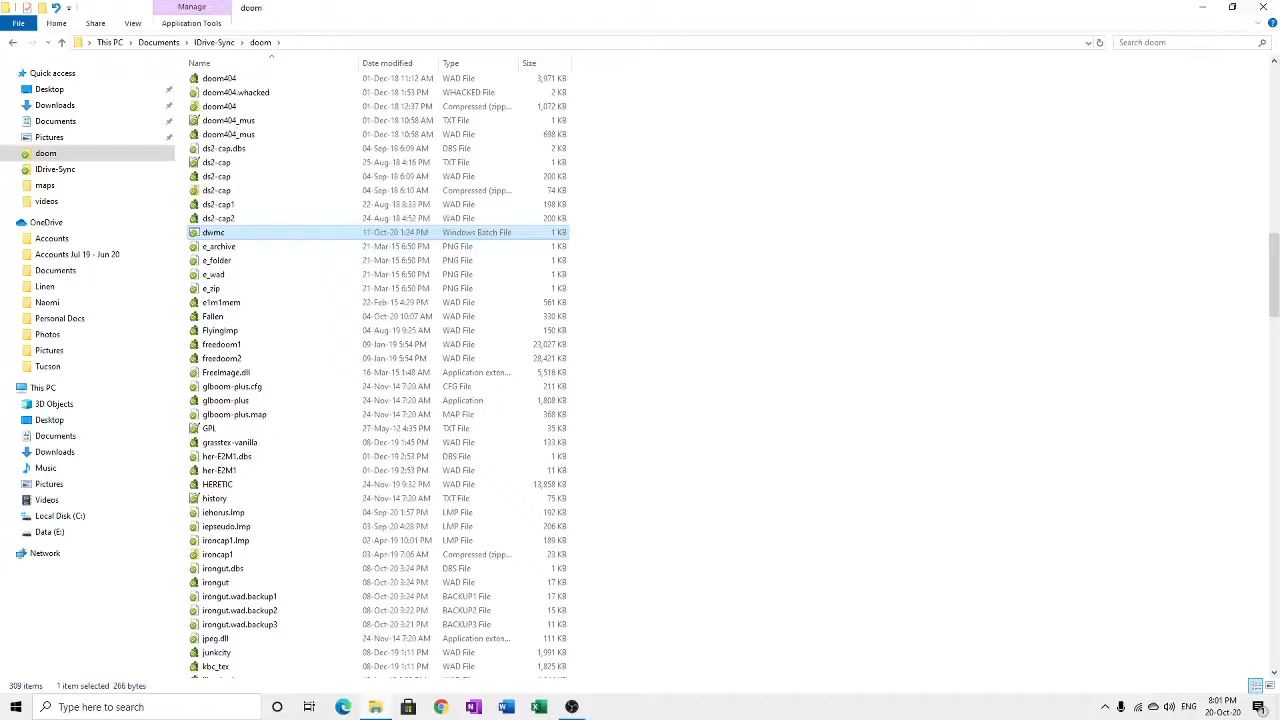 Manage doom
File Home Share View Application Tools
This PC Documents IDrive-Sync doom Search doom
Name Date modified Type Size
Quick access
Desktop
Downloads
Documents
Pictures
doom
IDrive-Sync
maps
videos
OneDrive
Accounts
Accounts Jul 19 - Jun 20
Documents
Linen
Naomi
Personal Docs
Photos
Pictures
Tucson
This PC
3D Objects
Desktop
Documents
Downloads
Music
Pictures
Videos
Local Disk (C:)
Data (E:)
Network
doom404 01-Dec-18 11:12 AM WAD File 3,971 KB
doom404.whacked 01-Dec-18 1:53 PM WHACKED File 2 KB
doom404 01-Dec-18 12:37 PM Compressed (zipp... 1,072 KB
doom404_mus 01-Dec-18 10:58 AM TXT File 1 KB
doom404_mus 01-Dec-18 10:58 AM WAD File 698 KB
ds2-cap.dbs 04-Sep-18 6:09 AM DBS File 2 KB
ds2-cap 25-Aug-18 4:16 PM TXT File 1 KB
ds2-cap 04-Sep-18 6:09 AM WAD File 200 KB
ds2-cap 04-Sep-18 6:10 AM Compressed (zipp... 74 KB
ds2-cap1 22-Aug-18 8:33 PM WAD File 198 KB
ds2-cap2 24-Aug-18 4:52 PM WAD File 200 KB
dwmc 11-Oct-20 1:24 PM Windows Batch File 1 KB
e_archive 21-Mar-15 6:50 PM PNG File 1 KB
e_folder 21-Mar-15 6:50 PM PNG File 1 KB
e_wad 21-Mar-15 6:50 PM PNG File 1 KB
e_zip 21-Mar-15 6:50 PM PNG File 1 KB
e1m1mem 22-Feb-15 4:29 PM WAD File 561 KB
Fallen 04-Oct-20 10:07 AM WAD File 330 KB
FlyingImp 04-Aug-19 9:25 AM WAD File 150 KB
freedoom1 09-Jan-19 5:54 PM WAD File 23,027 KB
freedoom2 09-Jan-19 5:54 PM WAD File 28,421 KB
FreeImage.dll 16-Mar-15 1:48 AM Application exten... 5,516 KB
glboom-plus.cfg 24-Nov-14 7:20 AM CFG File 211 KB
glboom-plus 24-Nov-14 7:20 AM Application 1,808 KB
glboom-plus.map 24-Nov-14 7:20 AM MAP File 368 KB
GPL 27-May-12 4:35 PM TXT File 35 KB
grasstex-vanilla 08-Dec-19 1:45 PM WAD File 133 KB
her-E2M1.dbs 01-Dec-19 2:53 PM DBS File 1 KB
her-E2M1 01-Dec-19 2:53 PM WAD File 11 KB
HERETIC 24-Nov-19 9:32 PM WAD File 13,858 KB
history 24-Nov-14 7:20 AM TXT File 75 KB
iehorus.lmp 04-Sep-20 1:57 PM LMP File 192 KB
iepseudo.lmp 03-Sep-20 4:28 PM LMP File 206 KB
ironcap1.lmp 02-Apr-19 10:01 PM LMP File 189 KB
ironcap1 03-Apr-19 7:06 AM Compressed (zipp... 23 KB
irongut.dbs 08-Oct-20 3:24 PM DBS File 1 KB
irongut 08-Oct-20 3:24 PM WAD File 17 KB
irongut.wad.backup1 08-Oct-20 3:24 PM BACKUP1 File 17 KB
irongut.wad.backup2 08-Oct-20 3:22 PM BACKUP2 File 15 KB
irongut.wad.backup3 08-Oct-20 3:21 PM BACKUP3 File 11 KB
jpeg.dll 24-Nov-14 7:20 AM Application exten... 111 KB
junkcity 08-Dec-19 1:11 PM WAD File 1,991 KB
kbc_tex 08-Dec-19 1:11 PM WAD File 1,825 KB
309 items 1 item selected 266 bytes
Type here to search
ENG
8:01 PM
20-Oct-20